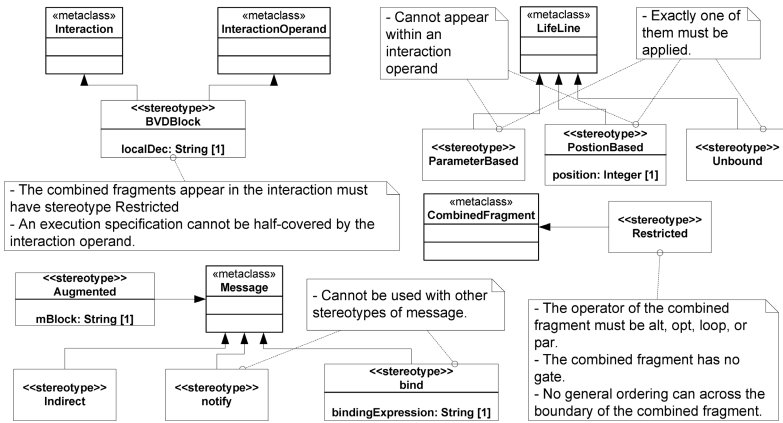 «metaclass»
Interaction
«metaclass»
InteractionOperand
- Cannot appear
within an
interaction
operand
«metaclass»
LifeLine
- Exactly one of
them must be
applied.
<<stereotype>>
BVDBlock
localDec: String [1]
<<stereotype>>
ParameterBased
<<stereotype>>
PostionBased
position: Integer [1]
<<stereotype>>
Unbound
- The combined fragments appear in the interaction must
have stereotype Restricted
- An execution specification cannot be half-covered by the
interaction operand.
«metaclass»
CombinedFragment
<<stereotype>>
Restricted
<<stereotype>>
Augmented
mBlock: String [1]
«metaclass»
Message
- Cannot be used with other
stereotypes of message.
- The operator of the combined
fragment must be alt, opt, loop, or
par.
- The combined fragment has no
gate.
- No general ordering can across the
boundary of the combined fragment.
<<stereotype>>
Indirect
<<stereotype>>
notify
<<stereotype>>
bind
bindingExpression: String [1]